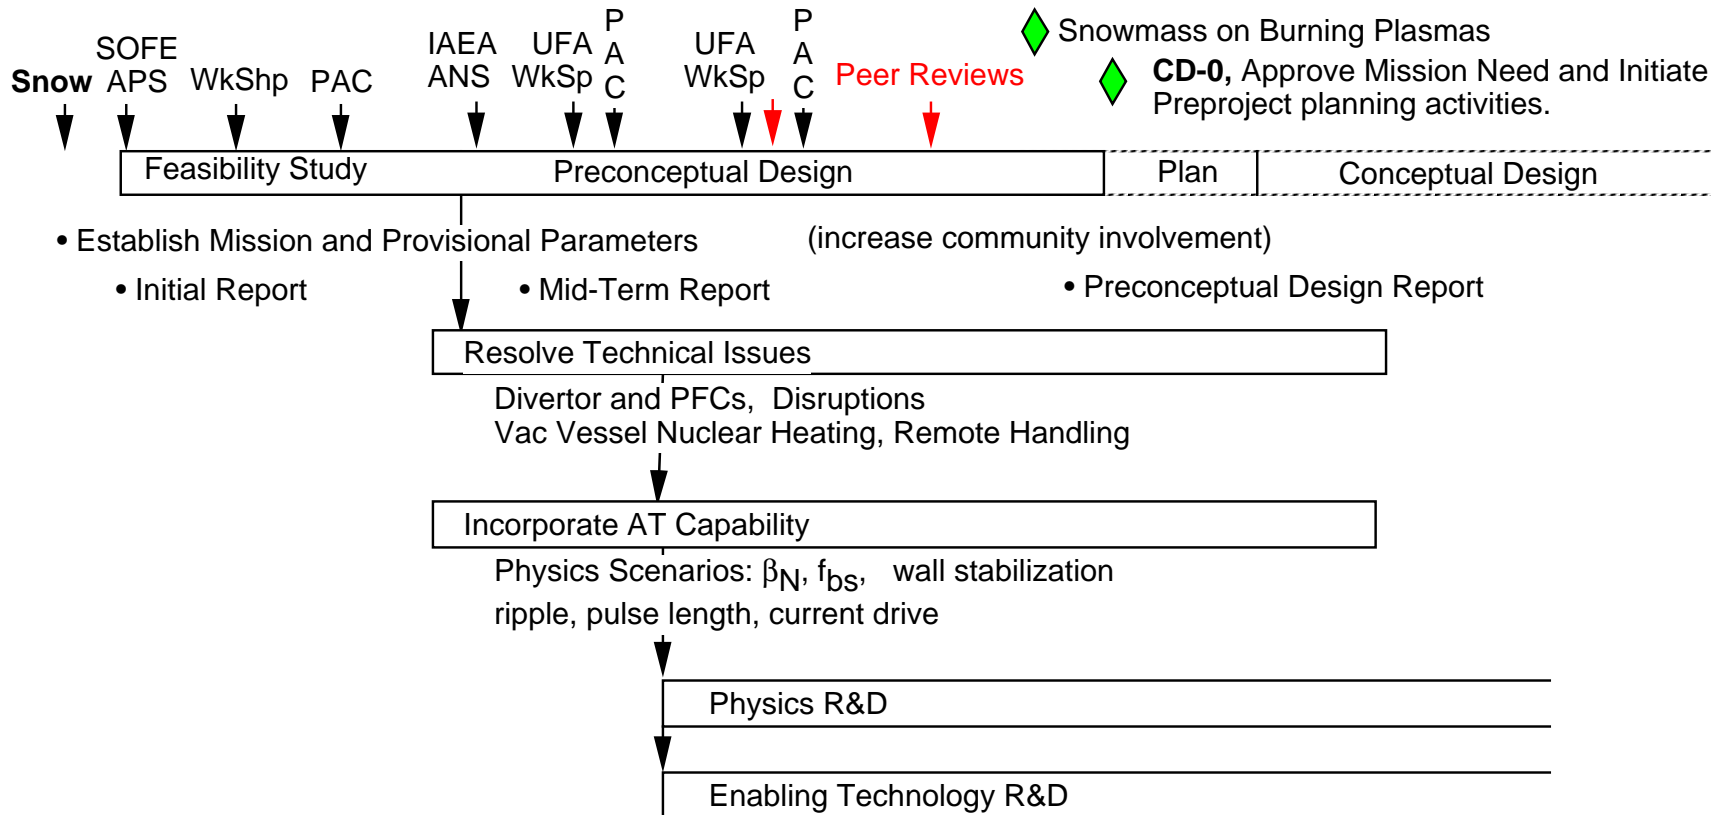 Snow
SOFE
APS
WkShp
PAC
IAEA
ANS
UFA
WkSp
P
A
C
UFA
WkSp
P
A
C
Peer Reviews
Snowmass on Burning Plasmas
CD-0, Approve Mission Need and Initiate
Preproject planning activities.
Feasibility Study
Preconceptual Design
Plan
Conceptual Design
• Establish Mission and Provisional Parameters
(increase community involvement)
• Initial Report
• Mid-Term Report
• Preconceptual Design Report
Resolve Technical Issues
Divertor and PFCs, Disruptions
Vac Vessel Nuclear Heating, Remote Handling
Incorporate AT Capability
Physics Scenarios: βN, fbs, wall stabilization
ripple, pulse length, current drive
Physics R&D
Enabling Technology R&D